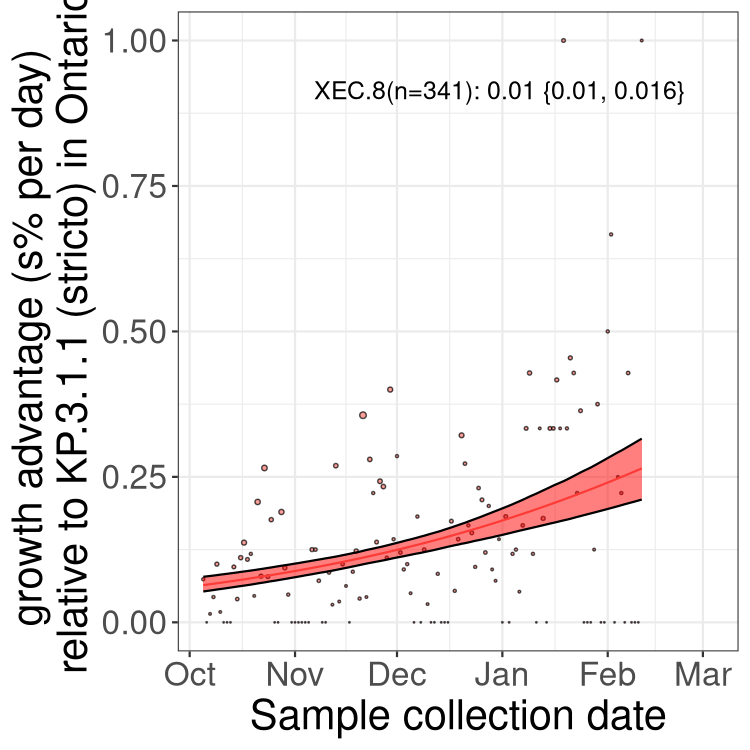 growth advantage (s% per day)
relative to KP.3.1.1 (stricto) in Ontario
1.00
0.75
0.50
0.25
0.00
XEC.8(n=341): 0.01 {0.01, 0.016}
Oct Nov Dec Jan Feb Mar
Sample collection date